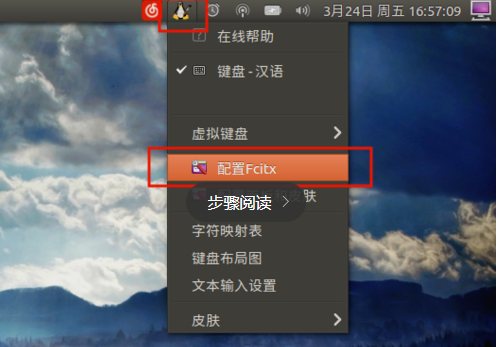 3月24日 周五 16:57:09
在线帮助
键盘 - 汉语
虚拟键盘
配置Fcitx
步骤阅读
皮肤
字符映射表
键盘布局图
文本输入设置
皮肤